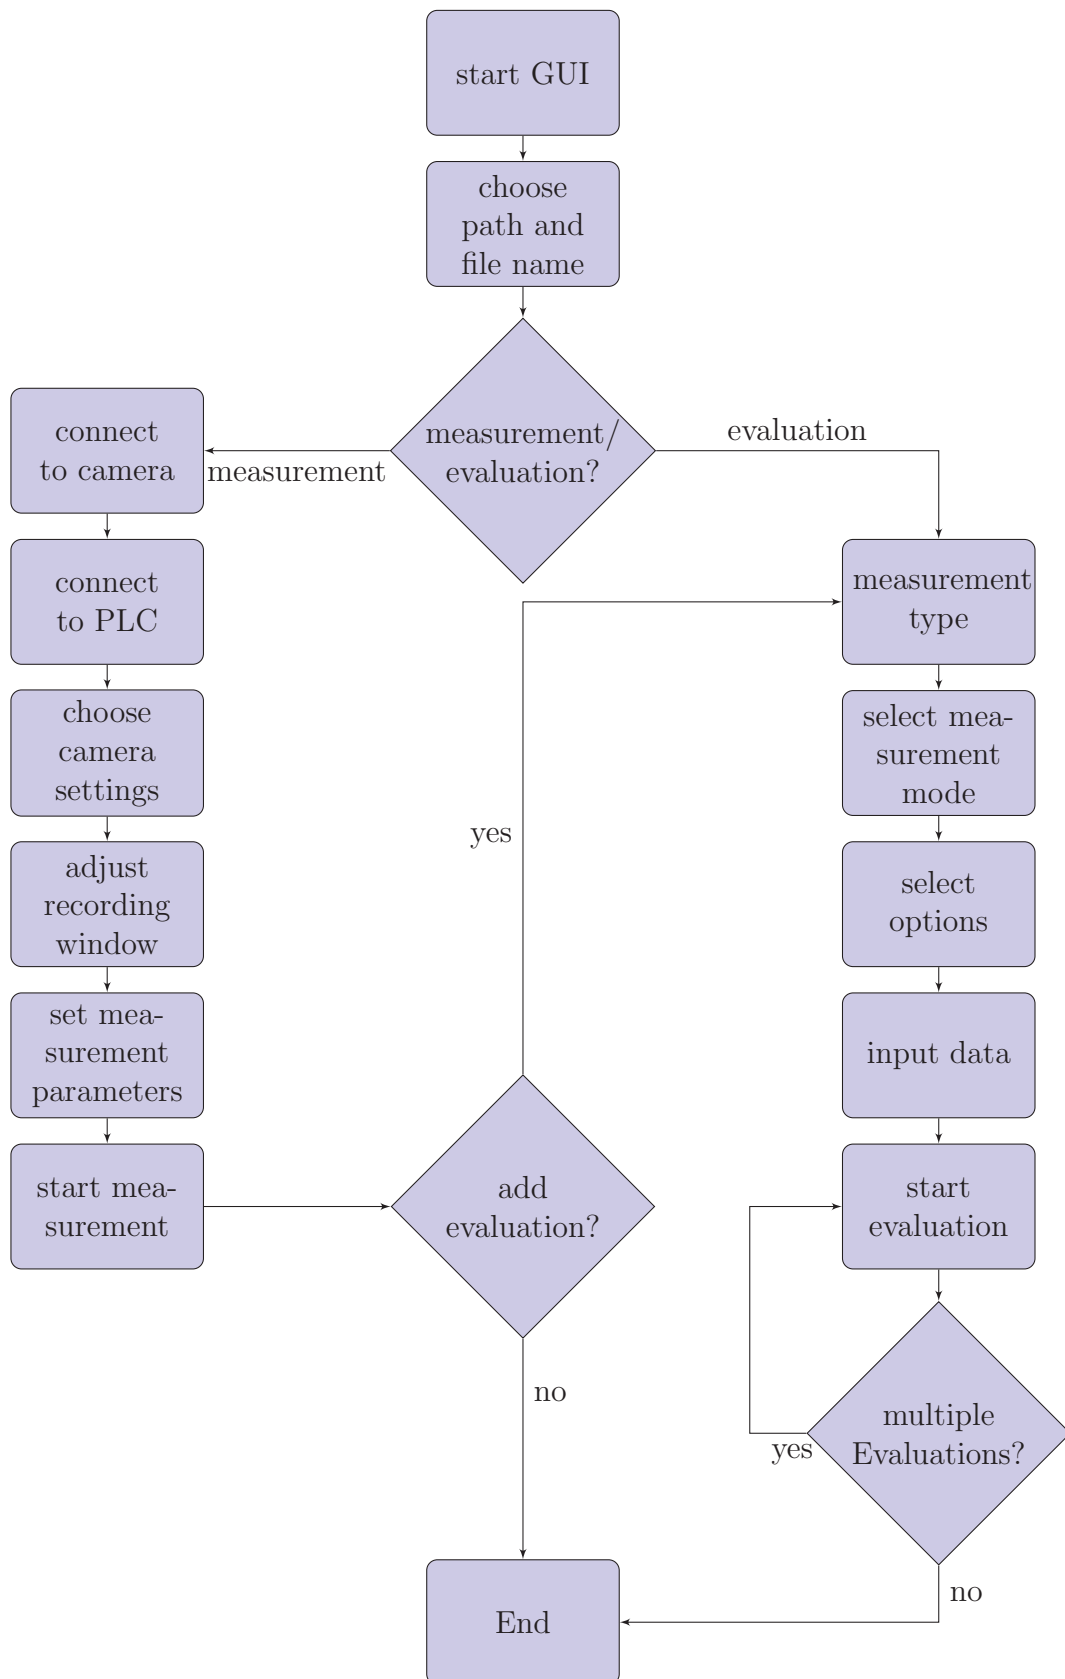 start GUI
choose
path and
file name
measurement/
evaluation?
measurement
evaluation
connect
to camera
connect
to PLC
choose
camera
settings
adjust
recording
window
set mea-
surement
parameters
start mea-
surement
add
evaluation?
yes
no
measurement
type
select mea-
surement
mode
select
options
input data
start
evaluation
multiple
Evaluations?
yes
no
End